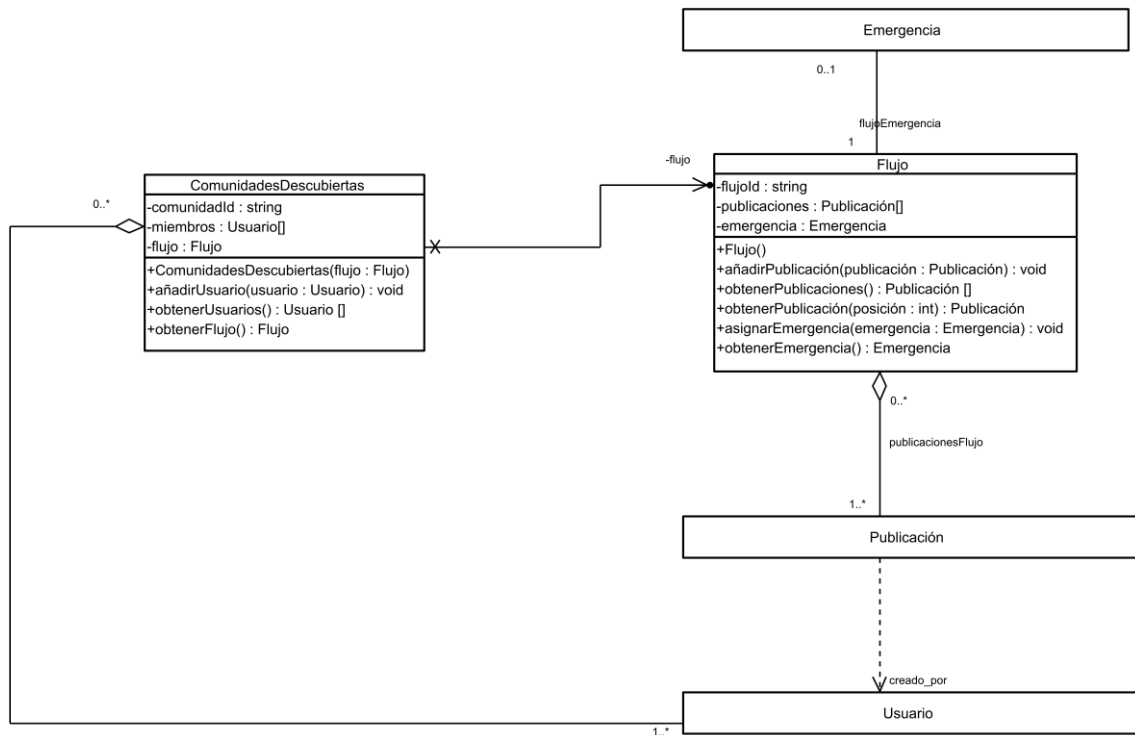 Emergencia
0..1
flujoEmergencia
1
-flujo
Flujo
-flujoId : string
-publicaciones : Publicación[]
-emergencia : Emergencia
+Flujo()
+añadirPublicación(publicación : Publicación) : void
+obtenerPublicaciones() : Publicación []
+obtenerPublicación(posición : int) : Publicación
+asignarEmergencia(emergencia : Emergencia) : void
+obtenerEmergencia() : Emergencia
ComunidadesDescubiertas
0..*
-comunidadId : string
-miembros : Usuario[]
-flujo : Flujo
+ComunidadesDescubiertas(flujo : Flujo)
+añadirUsuario(usuario : Usuario) : void
+obtenerUsuarios() : Usuario []
+obtenerFlujo() : Flujo
0..*
publicacionesFlujo
1..*
Publicación
creado_por
Usuario
1..*